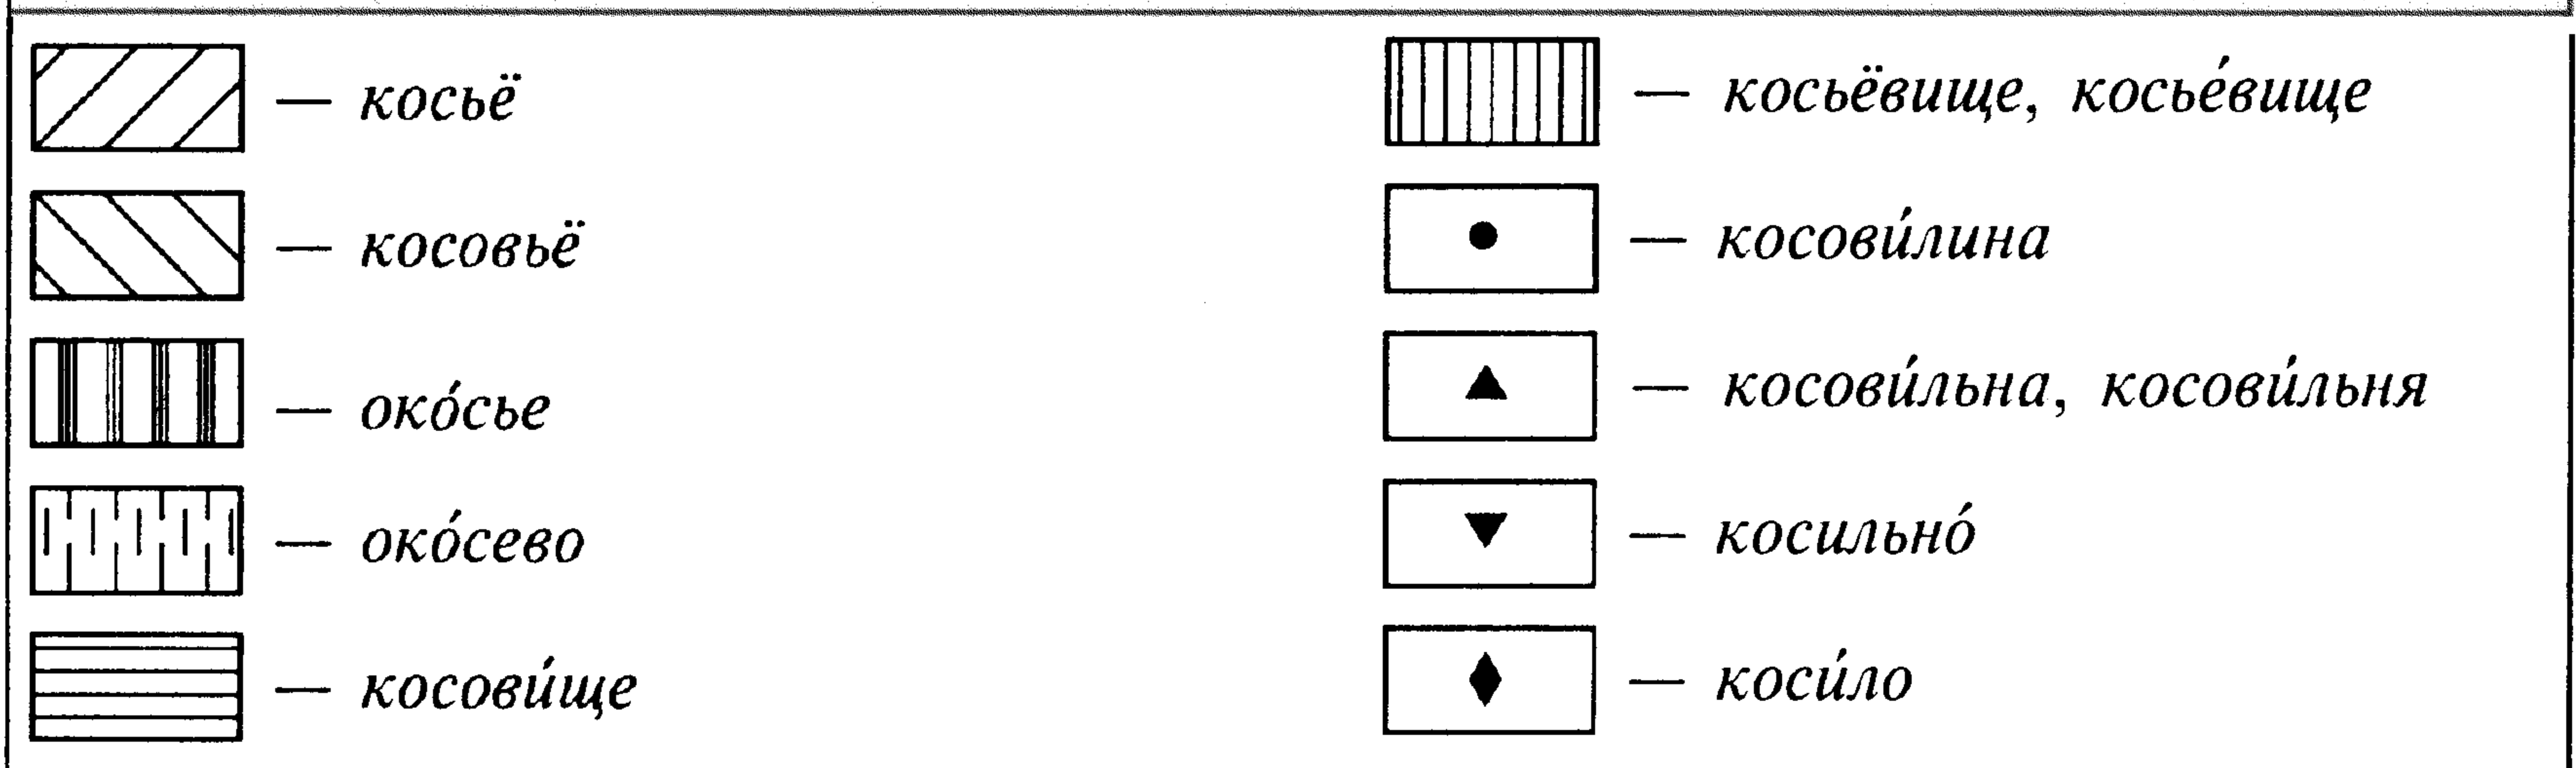 — косьё
— косовьё
— око́сье
— око́сево
— косови́ще
— косьёвище, косье́вище
— косови́лина
— косови́льна, косови́льня
— косильно́
— коси́ло